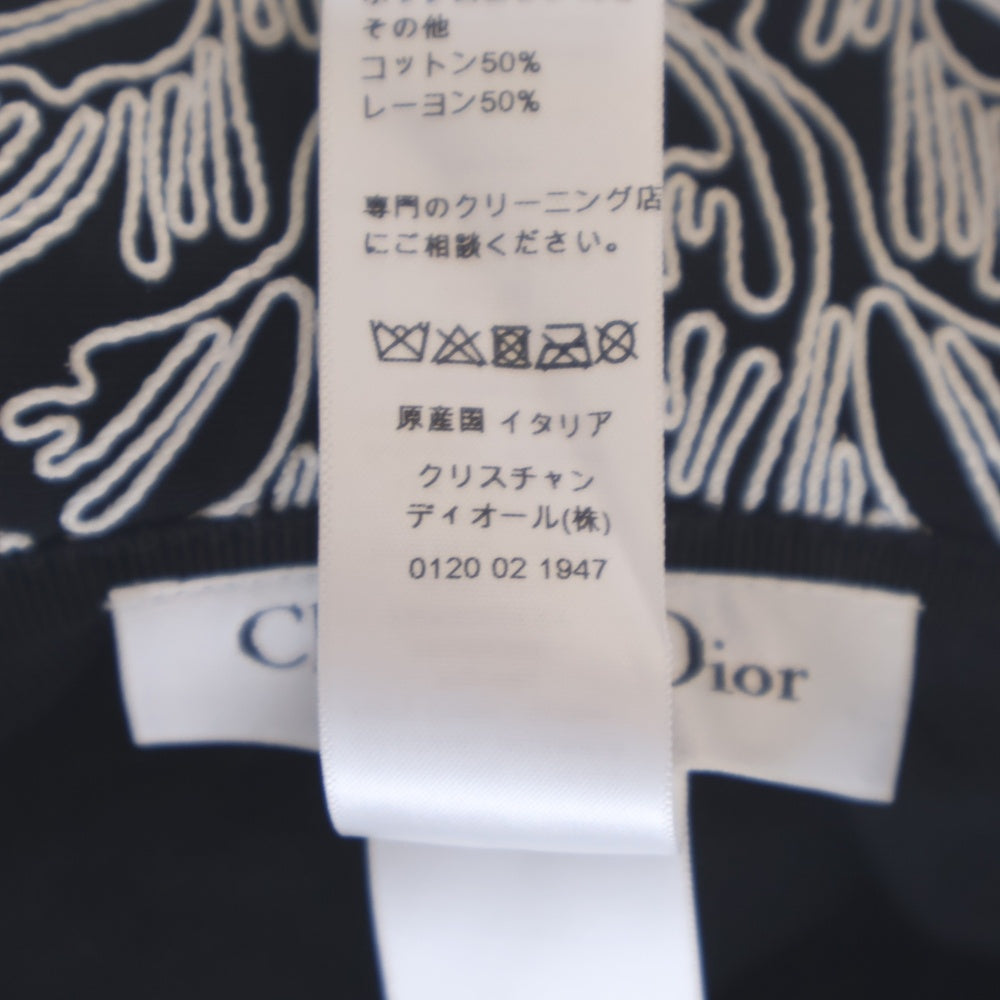 その他
コットン50%
レーヨン50%
専門のクリーニング店
にご相談ください。
原産国 イタリア
クリスチャン
ディオール(株)
0120 02 1947
Dior